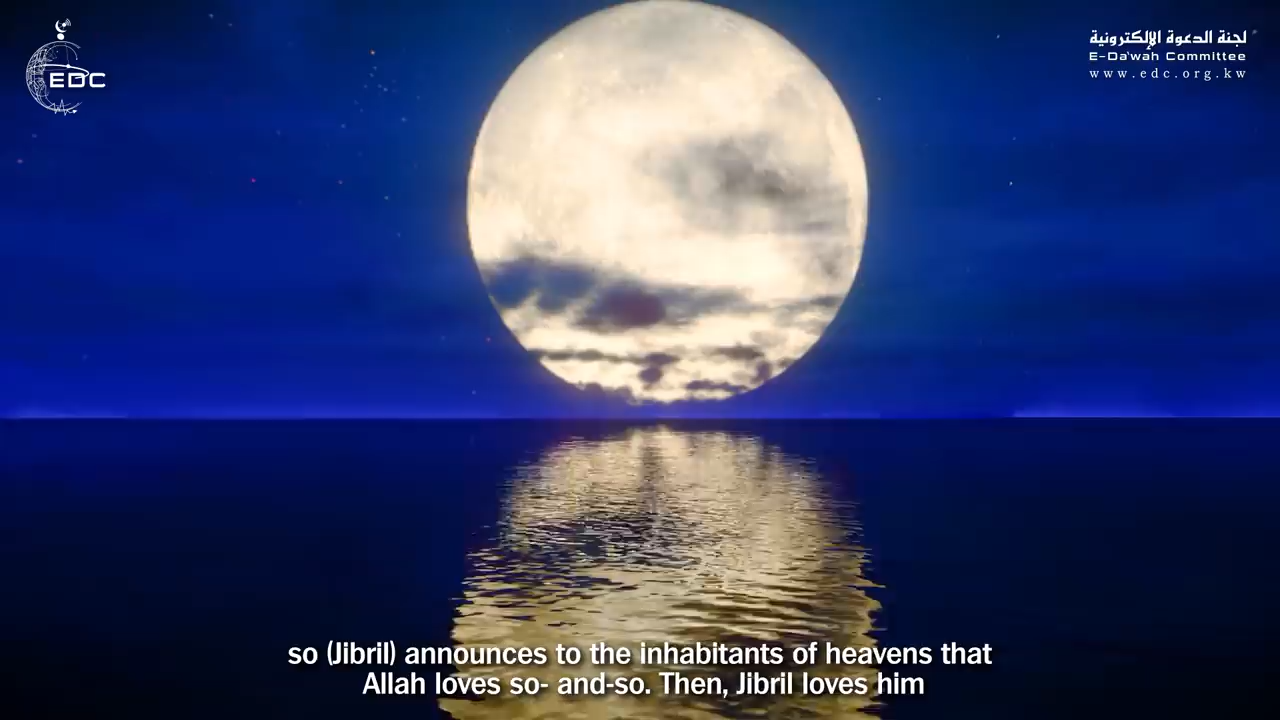 EDC
لجنة الدعوة الإلكترونية
E-Da'wah Committee
www.edc.org.kw
so (Jibril) announces to the inhabitants of heavens that
Allah loves so- and-so. Then, Jibril loves him